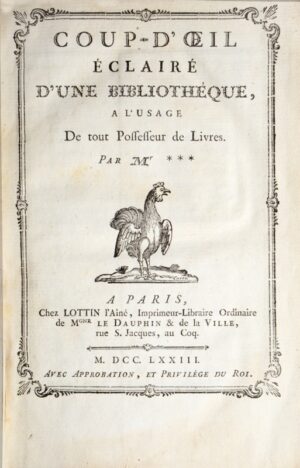 COUP-D'ŒIL
ÉCLAIRÉ
D'UNE BIBLIOTHÉQUE,
A L'USAGE
De tout Possesseur de Livres.
PAR Mr ***
A PARIS,
Chez LOTTIN l'Aîné, Imprimeur-Libraire Ordinaire
de MGNR LE DAUPHIN & de la VILLE,
rue S. Jacques, au Coq.
M. DCC. LXXIII.
AVEC APPROBATION, ET PRIVILÉGE DU ROI.